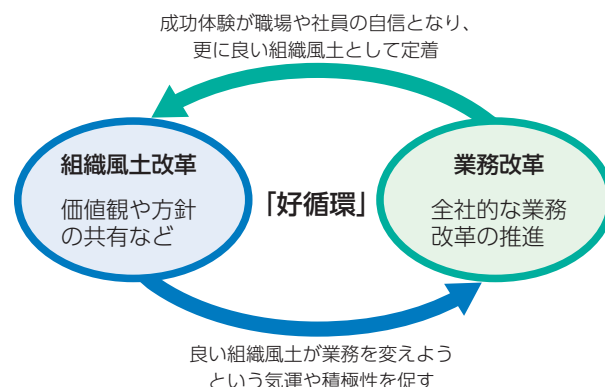 成功体験が職場や社員の自信となり、
更に良い組織風土として定着
組織風土改革
価値観や方針
の共有など
「好循環」
業務改革
全社的な業務
改革の推進
良い組織風土が業務を変えよう
という気運や積極性を促す